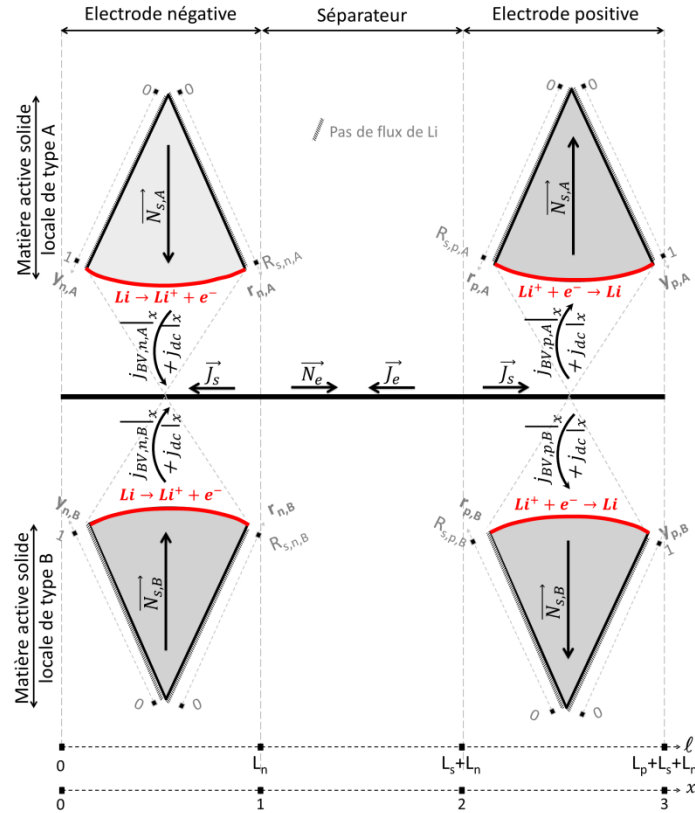 Electrode négative
Séparateur
Electrode positive
0
0
0
0
Matière active solide
locale de type A
Pas de flux de Li
N_{s,A}
N_{s,A}
1
y_{n,A}
R_{s,n,A}
r_{n,A}
R_{s,p,A}
r_{p,A}
1
y_{p,A}
Li → Li⁺ + e⁻
Li⁺ + e⁻ → Li
j_{BV,n,A}|_x
+ j_{dc}|_x
j_{BV,p,A}|_x
+ j_{dc}|_x
J_s
N_e
J_e
J_s
j_{BV,n,B}|_x
+ j_{dc}|_x
j_{BV,p,B}|_x
+ j_{dc}|_x
Li → Li⁺ + e⁻
Li⁺ + e⁻ → Li
y_{n,B}
1
r_{n,B}
R_{s,n,B}
r_{p,B}
R_{s,p,B}
y_{p,B}
1
Matière active solide
locale de type B
N_{s,B}
N_{s,B}
0
0
0
0
ℓ
0
L_n
L_s+L_n
L_p+L_s+L_n
x
0
1
2
3